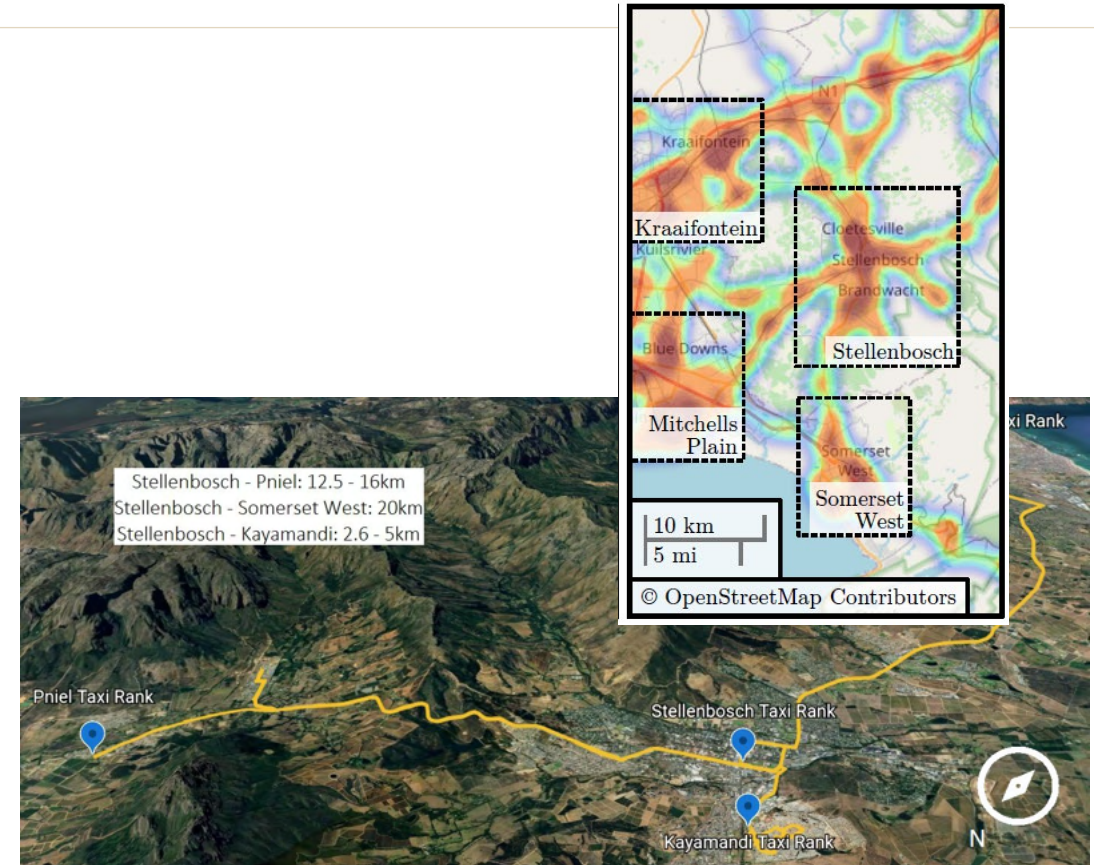 N1
Kraaifontein
Kraaifontein
Kuilsrivier
Cloetesville
Stellenbosch
Brandwacht
Stellenbosch
Blue Downs
Mitchells
Plain
Somerset
West
Somerset
West
10 km
5 mi
© OpenStreetMap Contributors
xi Rank
Stellenbosch - Pniel: 12.5 - 16km
Stellenbosch - Somerset West: 20km
Stellenbosch - Kayamandi: 2.6 - 5km
Pniel Taxi Rank
Stellenbosch Taxi Rank
Kayamandi Taxi Rank
N